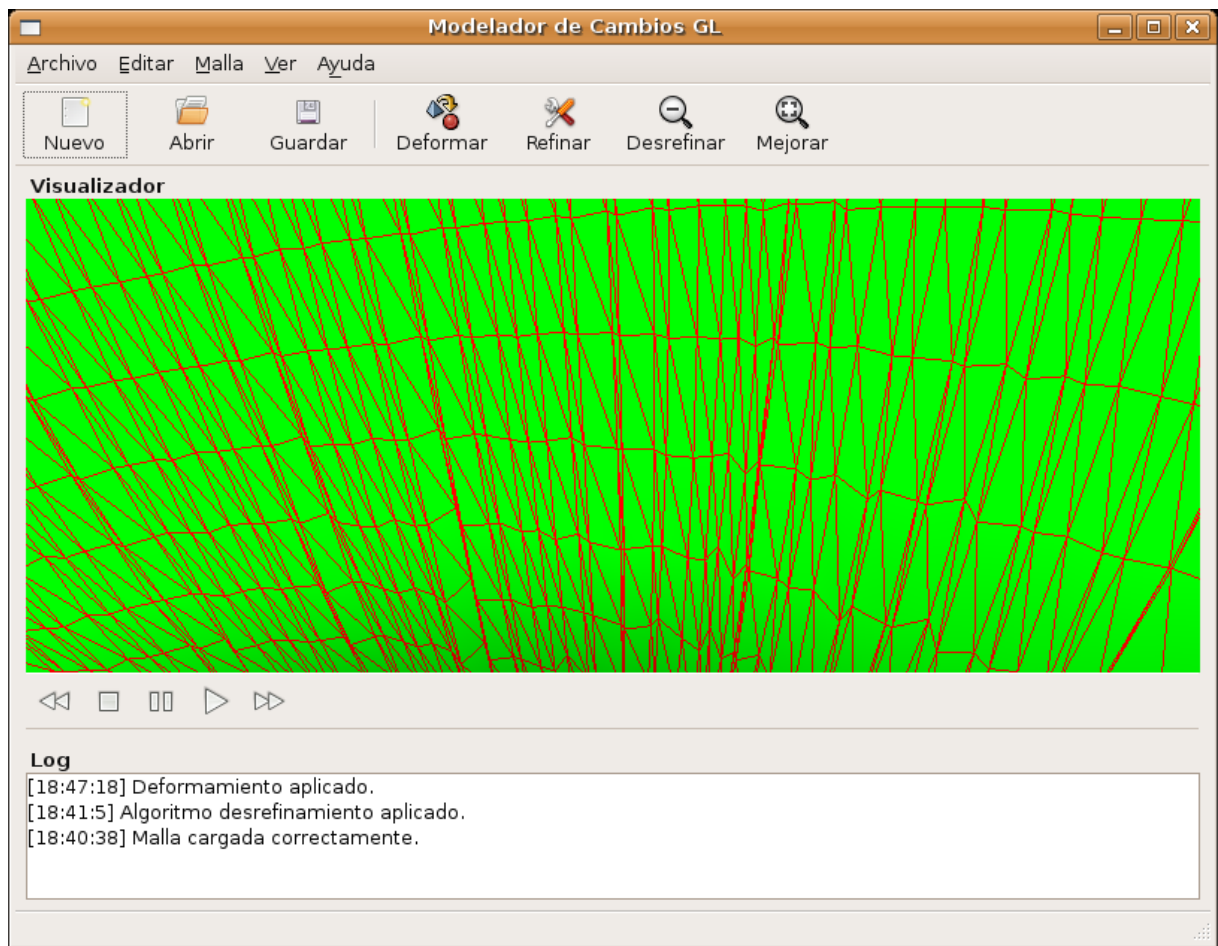 Modelador de Cambios GL
Archivo Editar Malla Ver Ayuda
Nuevo Abrir Guardar Deformar Refinar Desrefinar Mejorar
Visualizador
Log
[18:47:18] Deformamiento aplicado.
[18:41:5] Algoritmo desrefinamiento aplicado.
[18:40:38] Malla cargada correctamente.